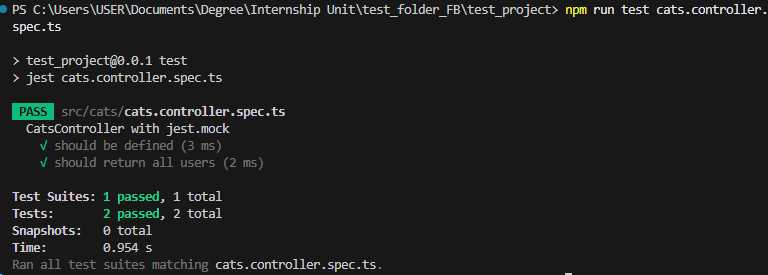 PS C:\Users\USER\Documents\Degree\Internship Unit\test_folder_FB\test_project> npm run test cats.controller.
spec.ts
> test_project@0.0.1 test
> jest cats.controller.spec.ts
PASS src/cats/cats.controller.spec.ts
CatsController with jest.mock
√ should be defined (3 ms)
√ should return all users (2 ms)
Test Suites: 1 passed, 1 total
Tests: 2 passed, 2 total
Snapshots: 0 total
Time: 0.954 s
Ran all test suites matching cats.controller.spec.ts.